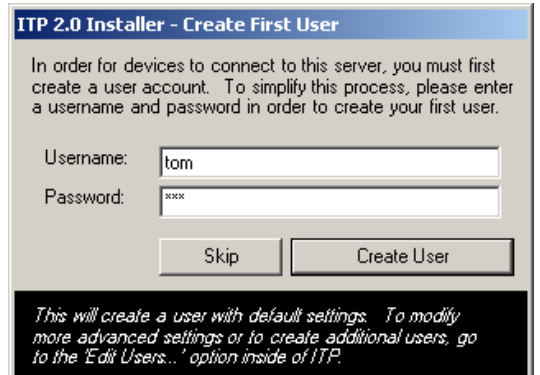 ITP 2.0 Installer - Create First User
In order for devices to connect to this server, you must first
create a user account. To simplify this process, please enter
a username and password in order to create your first user.
Username: tom
Password: ***
Skip Create User
This will create a user with default settings. To modify
more advanced settings or to create additional users, go
to the 'Edit Users...' option inside of ITP.